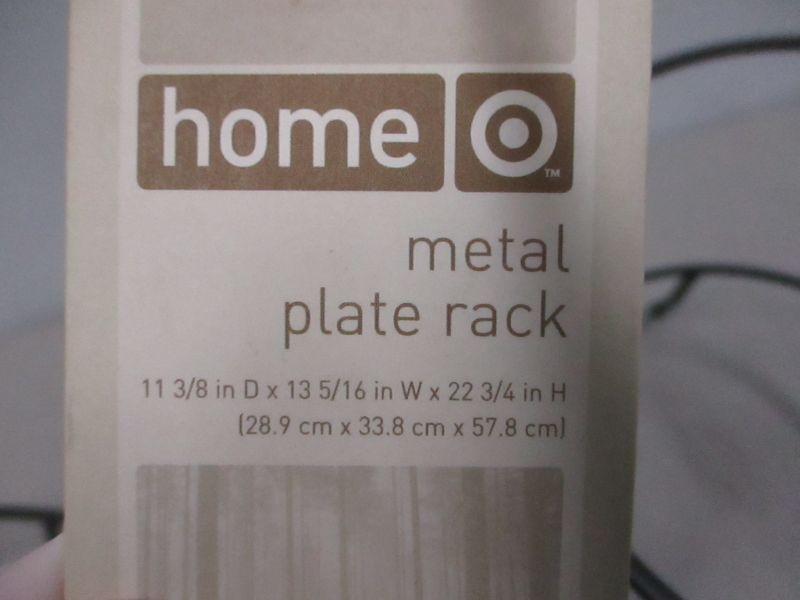 home
TM
metal
plate rack
11 3/8 in D x 13 5/16 in W x 22 3/4 in H
(28.9 cm x 33.8 cm x 57.8 cm)